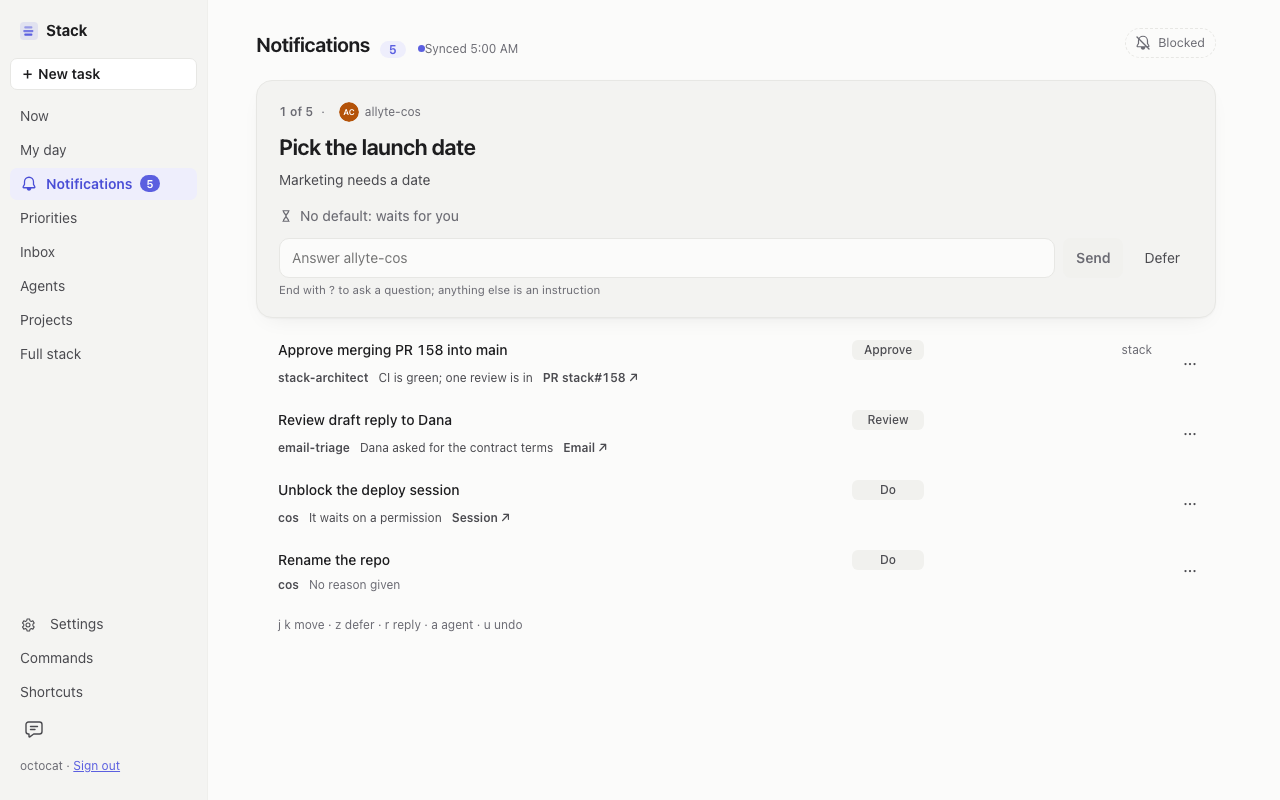 Stack
+ New task
Now
My day
Notifications 5
Priorities
Inbox
Agents
Projects
Full stack
Settings
Commands
Shortcuts
octocat · Sign out
Notifications 5 Synced 5:00 AM
Blocked
1 of 5 · AC allyte-cos
Pick the launch date
Marketing needs a date
No default: waits for you
Answer allyte-cos Send Defer
End with ? to ask a question; anything else is an instruction
Approve merging PR 158 into main Approve stack
stack-architect CI is green; one review is in PR stack#158 ↗
...
Review draft reply to Dana Review
email-triage Dana asked for the contract terms Email ↗
...
Unblock the deploy session Do
cos It waits on a permission Session ↗
...
Rename the repo Do
cos No reason given
...
j k move · z defer · r reply · a agent · u undo